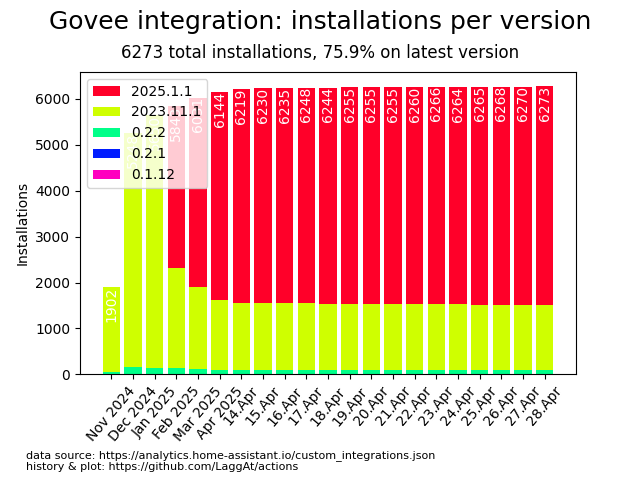 Govee integration: installations per version
6273 total installations, 75.9% on latest version
Installations
6000
5000
4000
3000
2000
1000
0
2025.1.1
2023.11.1
0.2.2
0.2.1
0.1.12
1902
6144
6219
6230
6235
6248
6244
6255
6255
6255
6260
6266
6264
6265
6268
6270
6273
Nov 2024
Dec 2024
Jan 2025
Feb 2025
Mar 2025
Apr 2025
14.Apr
15.Apr
16.Apr
17.Apr
18.Apr
19.Apr
20.Apr
21.Apr
22.Apr
23.Apr
24.Apr
25.Apr
26.Apr
27.Apr
28.Apr
data source: https://analytics.home-assistant.io/custom_integrations.json
history & plot: https://github.com/LaggAt/actions